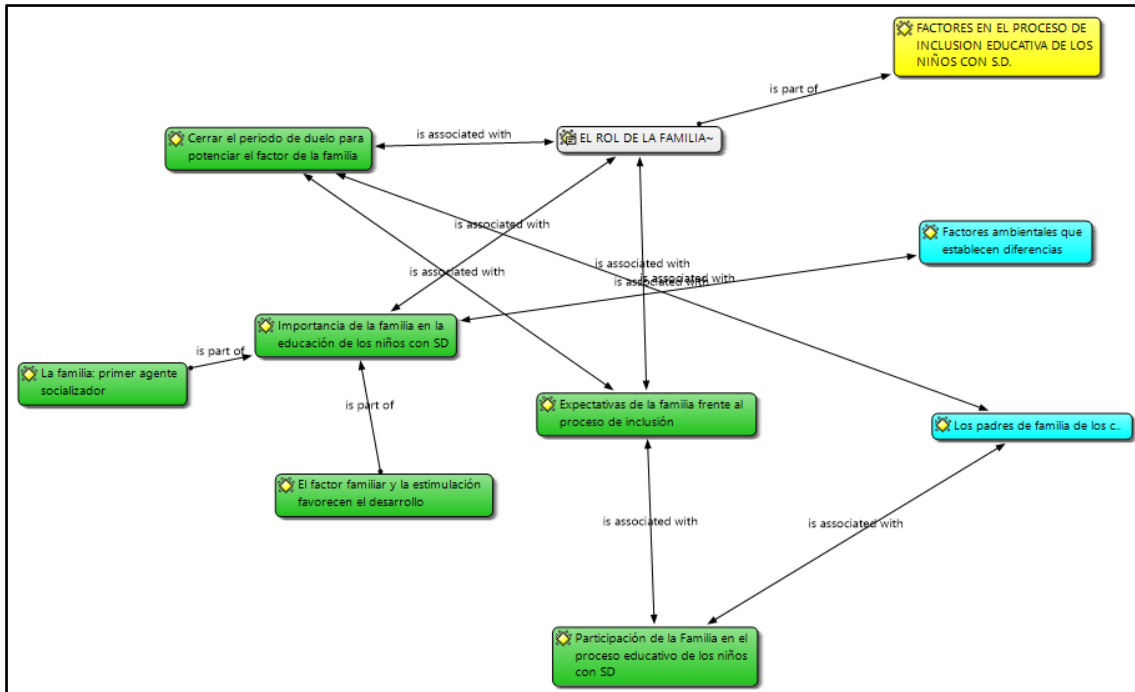 FACTORES EN EL PROCESO DE
INCLUSION EDUCATIVA DE LOS
NIÑOS CON S.D.
is part of
Cerrar el periodo de duelo para
potenciar el factor de la familia
is associated with
EL ROL DE LA FAMILIA~
is associated with
Factores ambientales que
establecen diferencias
is associated with
is associated with
is associated with
is associated with
Importancia de la familia en la
educación de los niños con SD
is part of
La familia: primer agente
socializador
Expectativas de la familia frente al
proceso de inclusión
is part of
Los padres de familia de los c..
El factor familiar y la estimulación
favorecen el desarrollo
is associated with
is associated with
Participación de la Familia en el
proceso educativo de los niños
con SD